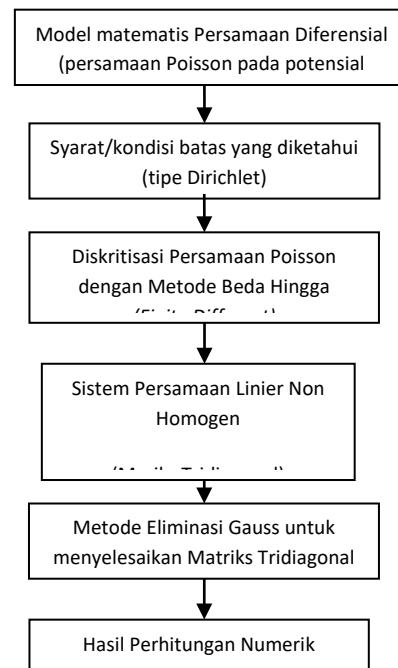 Model matematis Persamaan Diferensial
(persamaan Poisson pada potensial
Syarat/kondisi batas yang diketahui
(tipe Dirichlet)
Diskritisasi Persamaan Poisson
dengan Metode Beda Hingga
Sistem Persamaan Linier Non
Homogen
Metode Eliminasi Gauss untuk
menyelesaikan Matriks Tridiagonal
Hasil Perhitungan Numerik